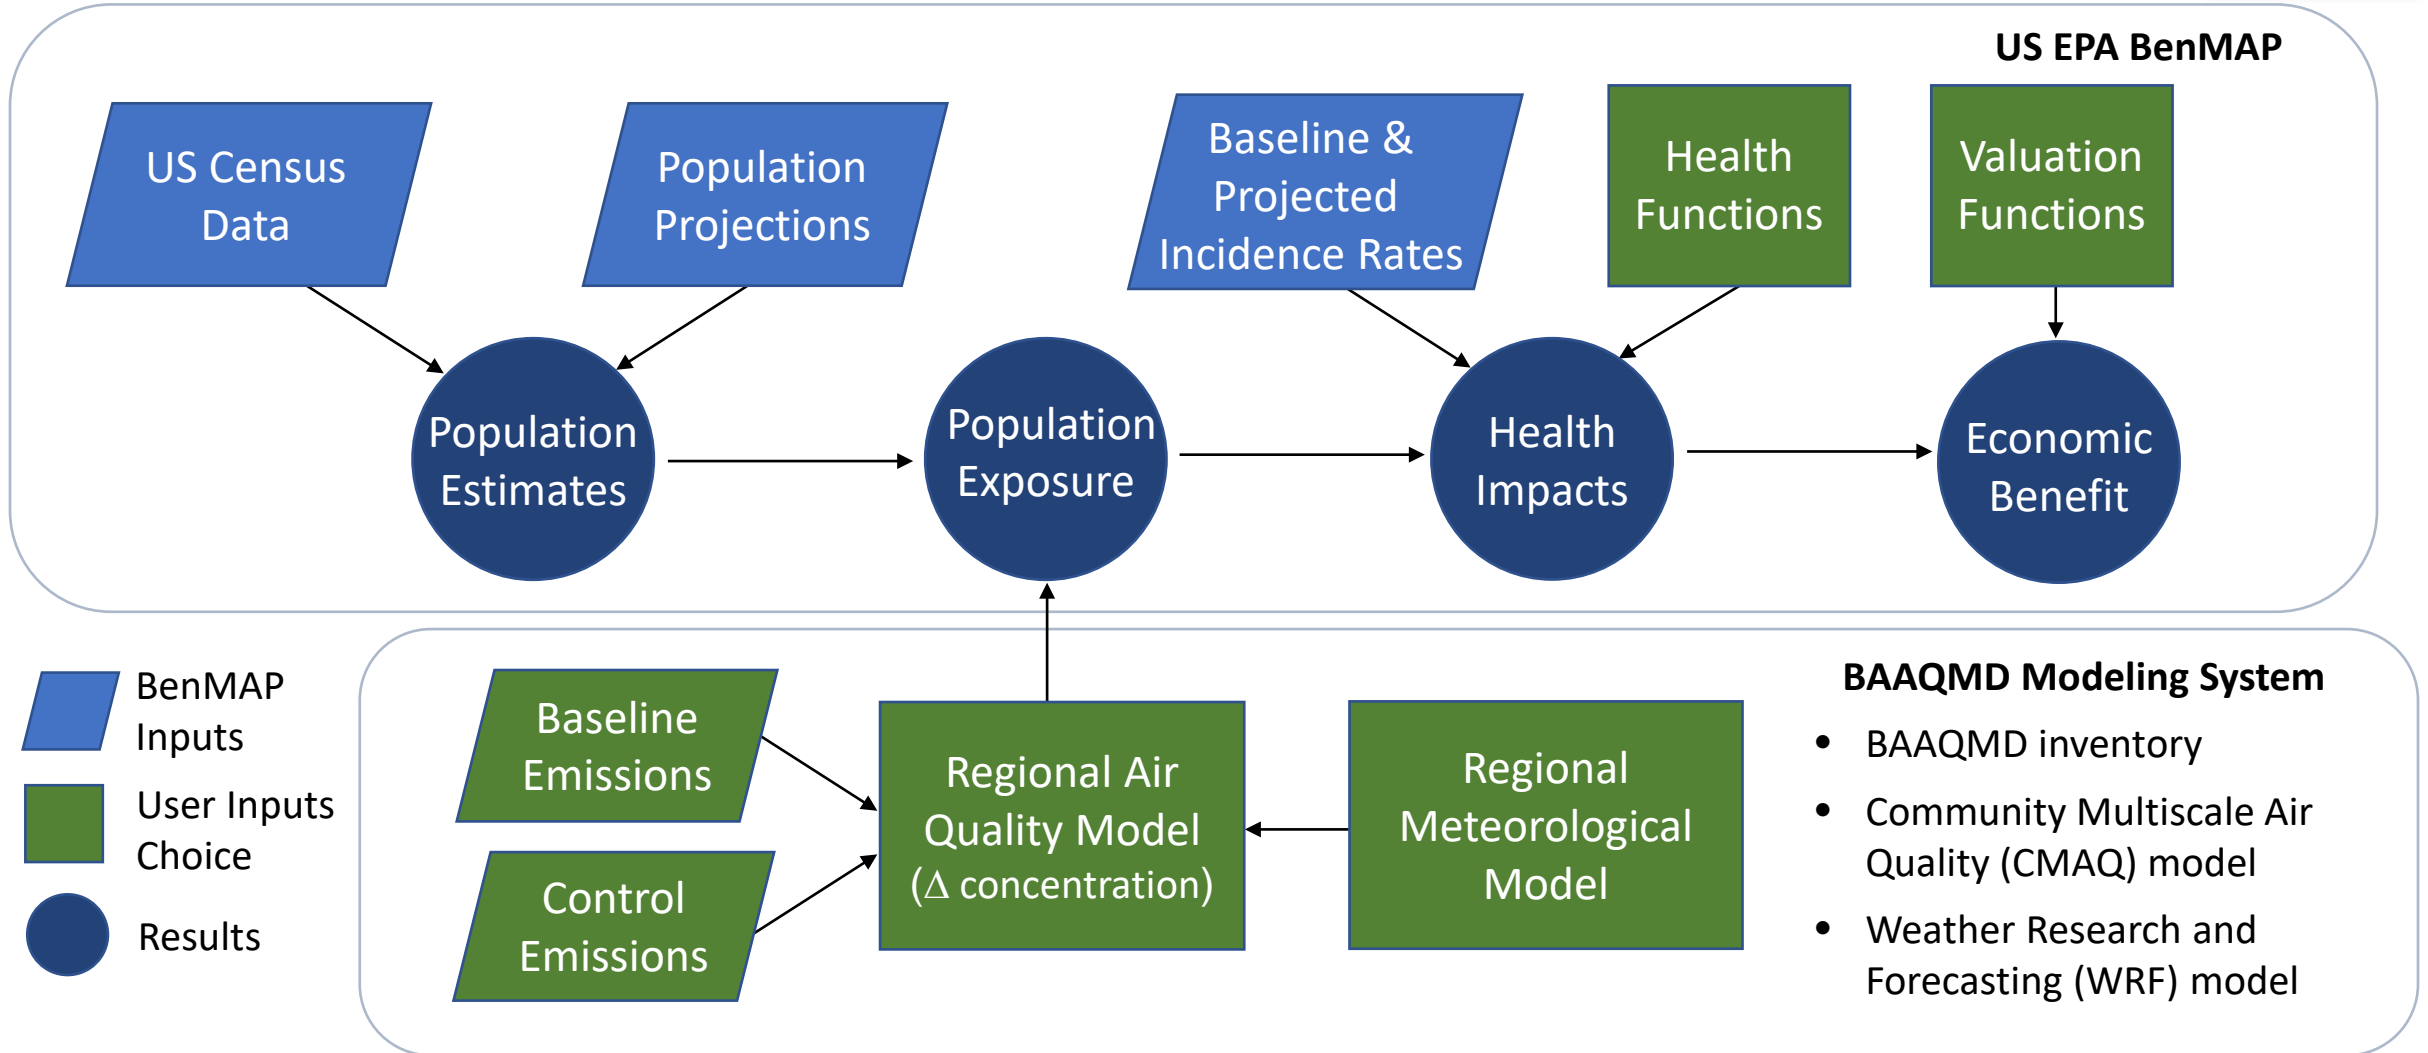 US EPA BenMAP
US Census
Data
Population
Projections
Baseline &
Projected
Incidence Rates
Health
Functions
Valuation
Functions
Population
Estimates
Population
Exposure
Health
Impacts
Economic
Benefit
BenMAP
Inputs
User Inputs
Choice
Results
Baseline
Emissions
Control
Emissions
Regional Air
Quality Model
(Δ concentration)
Regional
Meteorological
Model
BAAQMD Modeling System
• BAAQMD inventory
• Community Multiscale Air
Quality (CMAQ) model
• Weather Research and
Forecasting (WRF) model